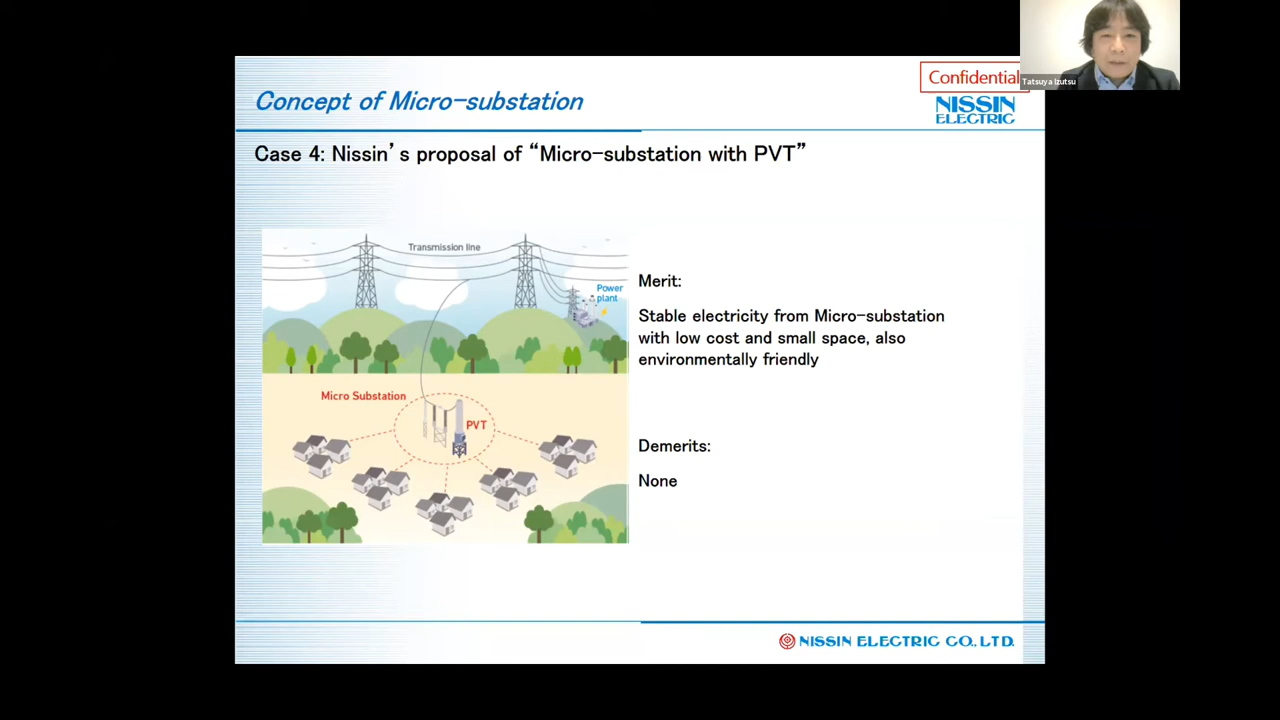 Confidential
Tatsuya Izutsu
Concept of Micro-substation
NISSIN
ELECTRIC
Case 4: Nissin's proposal of “Micro-substation with PVT”
Transmission line
Power
plant
Micro Substation
PVT
Merit:
Stable electricity from Micro-substation
with low cost and small space, also
environmentally friendly
Demerits:
None
NISSIN ELECTRIC CO.,LTD.